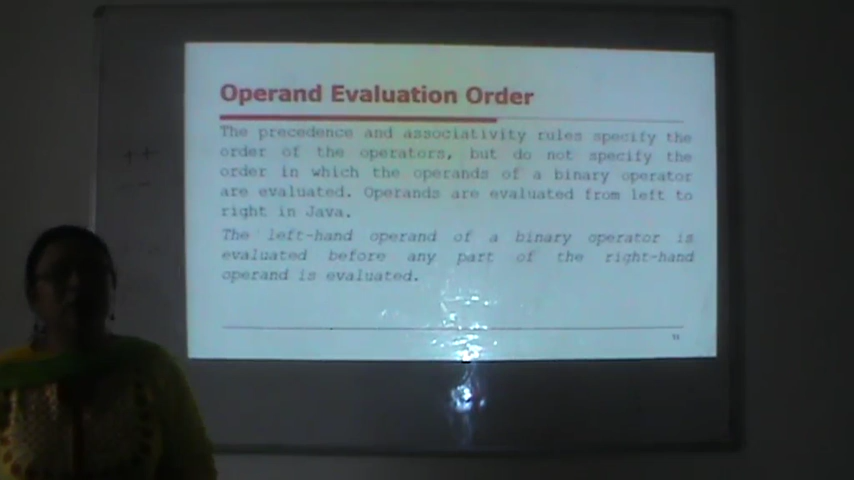 Operand Evaluation Order
The precedence and associativity rules specify the
order of the operators, but do not specify the
order in which the operands of a binary operator
are evaluated. Operands are evaluated from left to
right in Java.
The left-hand operand of a binary operator is
evaluated before any part of the right-hand
operand is evaluated.
++
--